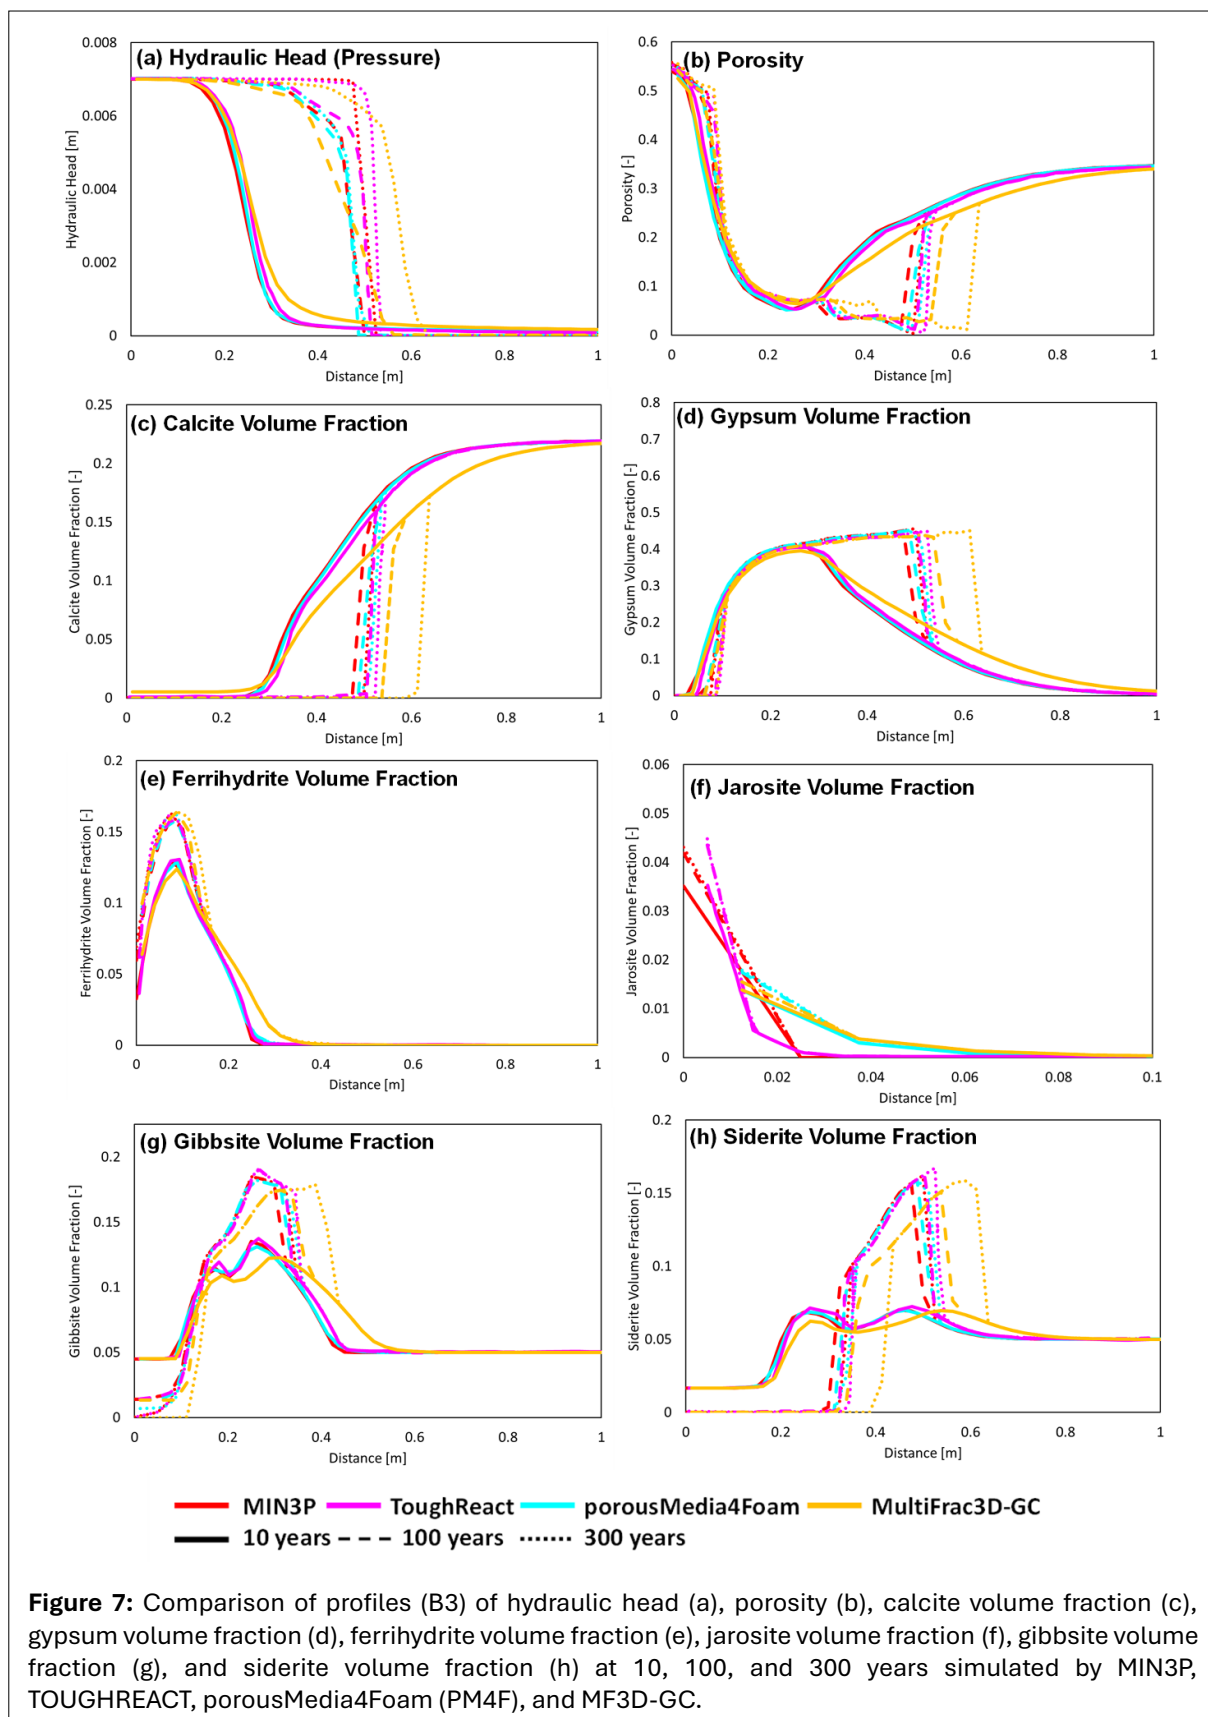 (a) Hydraulic Head (Pressure)
0.008
0.006
0.004
0.002
0
Hydraulic Head [m]
0 0.2 0.4 0.6 0.8 1
Distance [m]
(b) Porosity
0.6
0.5
0.4
0.3
0.2
0.1
0
Porosity [-]
0 0.2 0.4 0.6 0.8 1
Distance [m]
(c) Calcite Volume Fraction
0.25
0.2
0.15
0.1
0.05
0
Calcite Volume Fraction [-]
0 0.2 0.4 0.6 0.8 1
Distance [m]
(d) Gypsum Volume Fraction
0.8
0.7
0.6
0.5
0.4
0.3
0.2
0.1
0
Gypsum Volume Fraction [-]
0 0.2 0.4 0.6 0.8 1
Distance [m]
(e) Ferrihydrite Volume Fraction
0.2
0.15
0.1
0.05
0
Ferrihydrite Volume Fraction [-]
0 0.2 0.4 0.6 0.8 1
Distance [m]
(f) Jarosite Volume Fraction
0.06
0.05
0.04
0.03
0.02
0.01
0
Jarosite Volume Fraction [-]
0 0.02 0.04 0.06 0.08 0.1
Distance [m]
(g) Gibbsite Volume Fraction
0.2
0.15
0.1
0.05
0
Gibbsite Volume Fraction [-]
0 0.2 0.4 0.6 0.8 1
Distance [m]
(h) Siderite Volume Fraction
0.2
0.15
0.1
0.05
0
Siderite Volume Fraction [-]
0 0.2 0.4 0.6 0.8 1
Distance [m]
MIN3P ToughReact porousMedia4Foam MultiFrac3D-GC
10 years 100 years 300 years
Figure 7: Comparison of profiles (B3) of hydraulic head (a), porosity (b), calcite volume fraction (c),
gypsum volume fraction (d), ferrihydrite volume fraction (e), jarosite volume fraction (f), gibbsite volume
fraction (g), and siderite volume fraction (h) at 10, 100, and 300 years simulated by MIN3P,
TOUGHREACT, porousMedia4Foam (PM4F), and MF3D-GC.